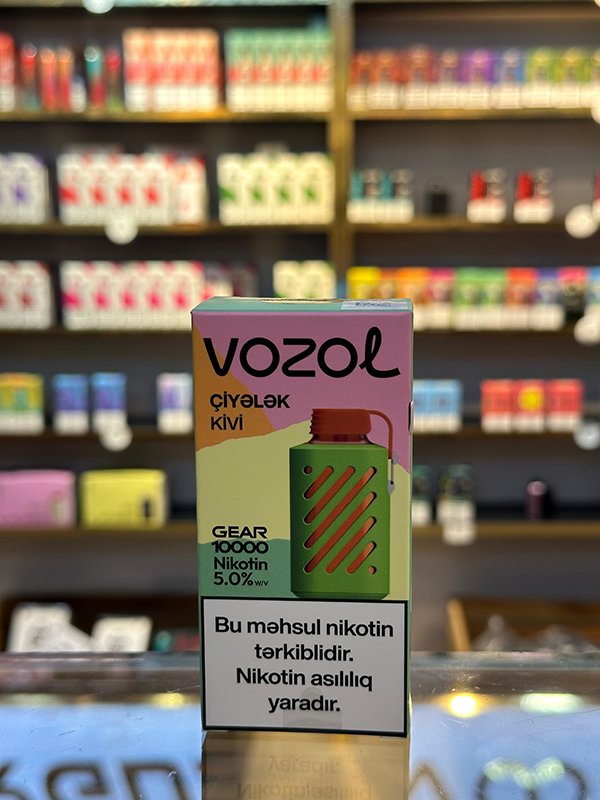 VOZOL
ÇİYƏLƏK
KİVİ
GEAR
10000
Nikotin
5.0% w/v
Bu məhsul nikotin
tərkiblidir.
Nikotin asılılıq
yaradır.